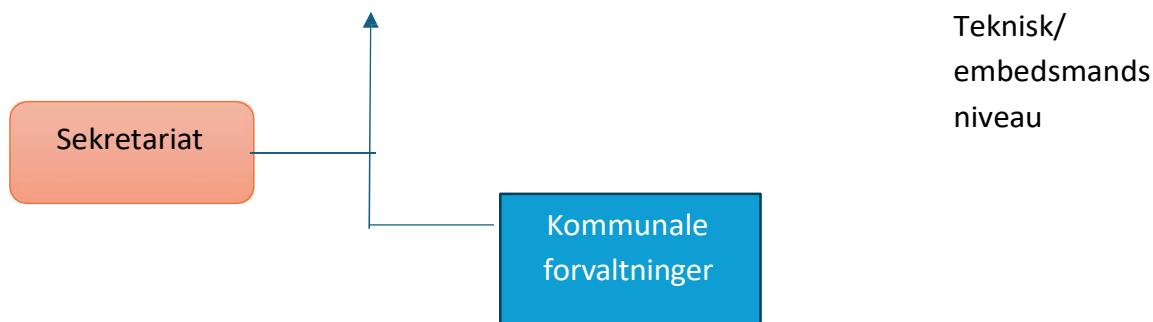 Teknisk/
embedsmands
niveau
Sekretariat
Kommunale
forvaltninger